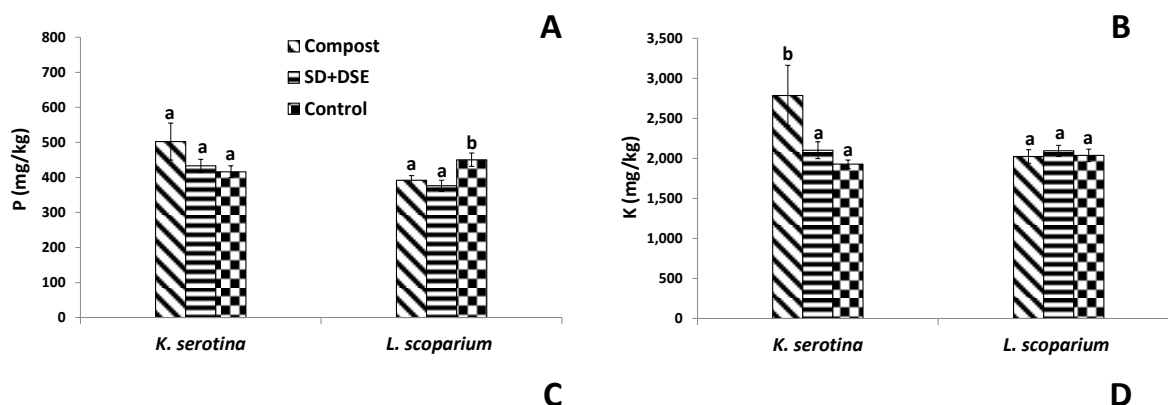 A
P (mg/kg)
800
700
600
500
400
300
200
100
0
Compost
SD+DSE
Control
a
a
a
a
a
b
K. serotina
L. scoparium
B
K (mg/kg)
3,500
3,000
2,500
2,000
1,500
1,000
500
0
b
a
a
a
a
a
K. serotina
L. scoparium
C
D